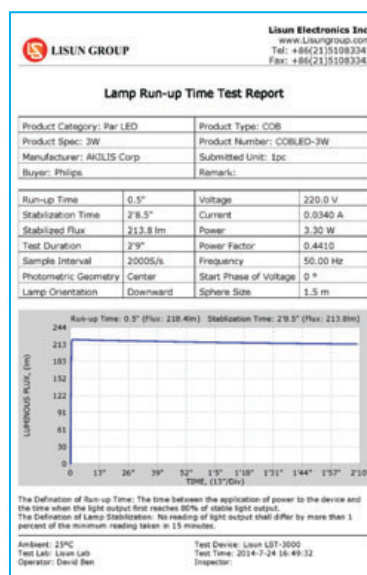 Lisun Electronics Inc
www.Lisungroup.com
Tel: +86(21)5108334
Fax: +86(21)5108334
LISUN GROUP
Lamp Run-up Time Test Report
Product Category: Par LED Product Type: COB
Product Spec: 3W Product Number: COBLED-3W
Manufacturer: AKILIS Corp Submitted Unit: 1pc
Buyer: Philips Remark:
Run-up Time 0.5" Voltage 220.0 V
Stabilization Time 2'8.5" Current 0.0340 A
Stabilized Flux 213.8 lm Power 3.30 W
Test Duration 2'9" Power Factor 0.4410
Sample Interval 2000S/s Frequency 50.00 Hz
Photometric Geometry Center Start Phase of Voltage 0 °
Lamp Orientation Downward Sphere Size 1.5 m
Run-up Time: 0.5" (Flux: 218.4lm) Stablization Time: 2'8.5" (Flux: 213.8lm)
LUMINOUS FLUX, (lm)
244
213
183
152
122
91
61
30
0
0 13" 26" 39" 52" 1'5" 1'18" 1'31" 1'44" 1'57" 2'10
TIME, (13"/Div)
The Defination of Run-up Time: The time between the application of power to the device and
the time when the light output first reaches 80% of stable light output.
The Defination of Lamp Stabilization: No reading of light output shall differ by more than 1
percent of the minimum reading taken in 15 minutes.
Ambient: 25ºC Test Device: Lisun LST-3000
Test Lab: Lisun Lab Test Time: 2014-7-24 16:49:32
Operator: David Ben Inspector: